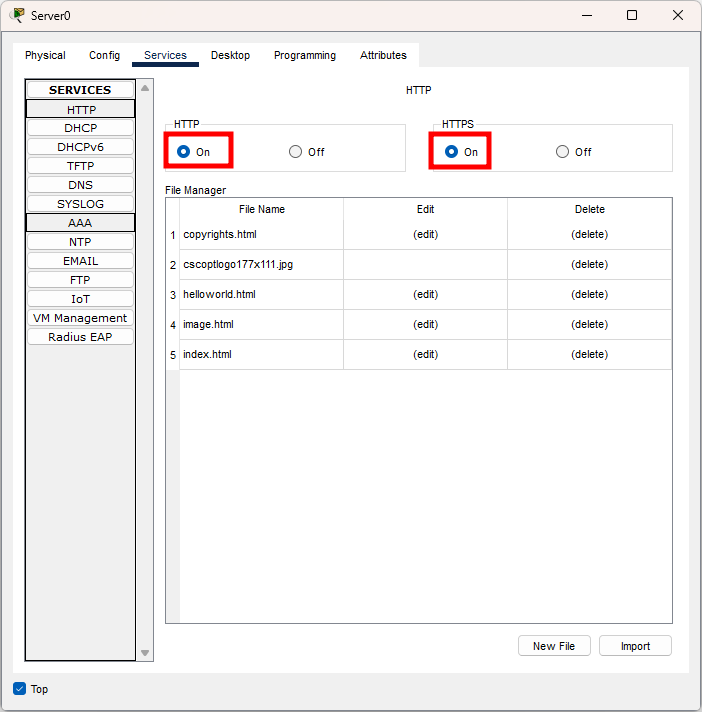 Server0
Physical Config Services Desktop Programming Attributes
SERVICES
HTTP
DHCP
DHCPv6
TFTP
DNS
SYSLOG
AAA
NTP
EMAIL
FTP
IoT
VM Management
Radius EAP
HTTP
HTTP
On Off
HTTPS
On Off
File Manager
File Name Edit Delete
1 copyrights.html (edit) (delete)
2 cscoptlogo177x111.jpg (delete)
3 helloworld.html (edit) (delete)
4 image.html (edit) (delete)
5 index.html (edit) (delete)
New File Import
Top